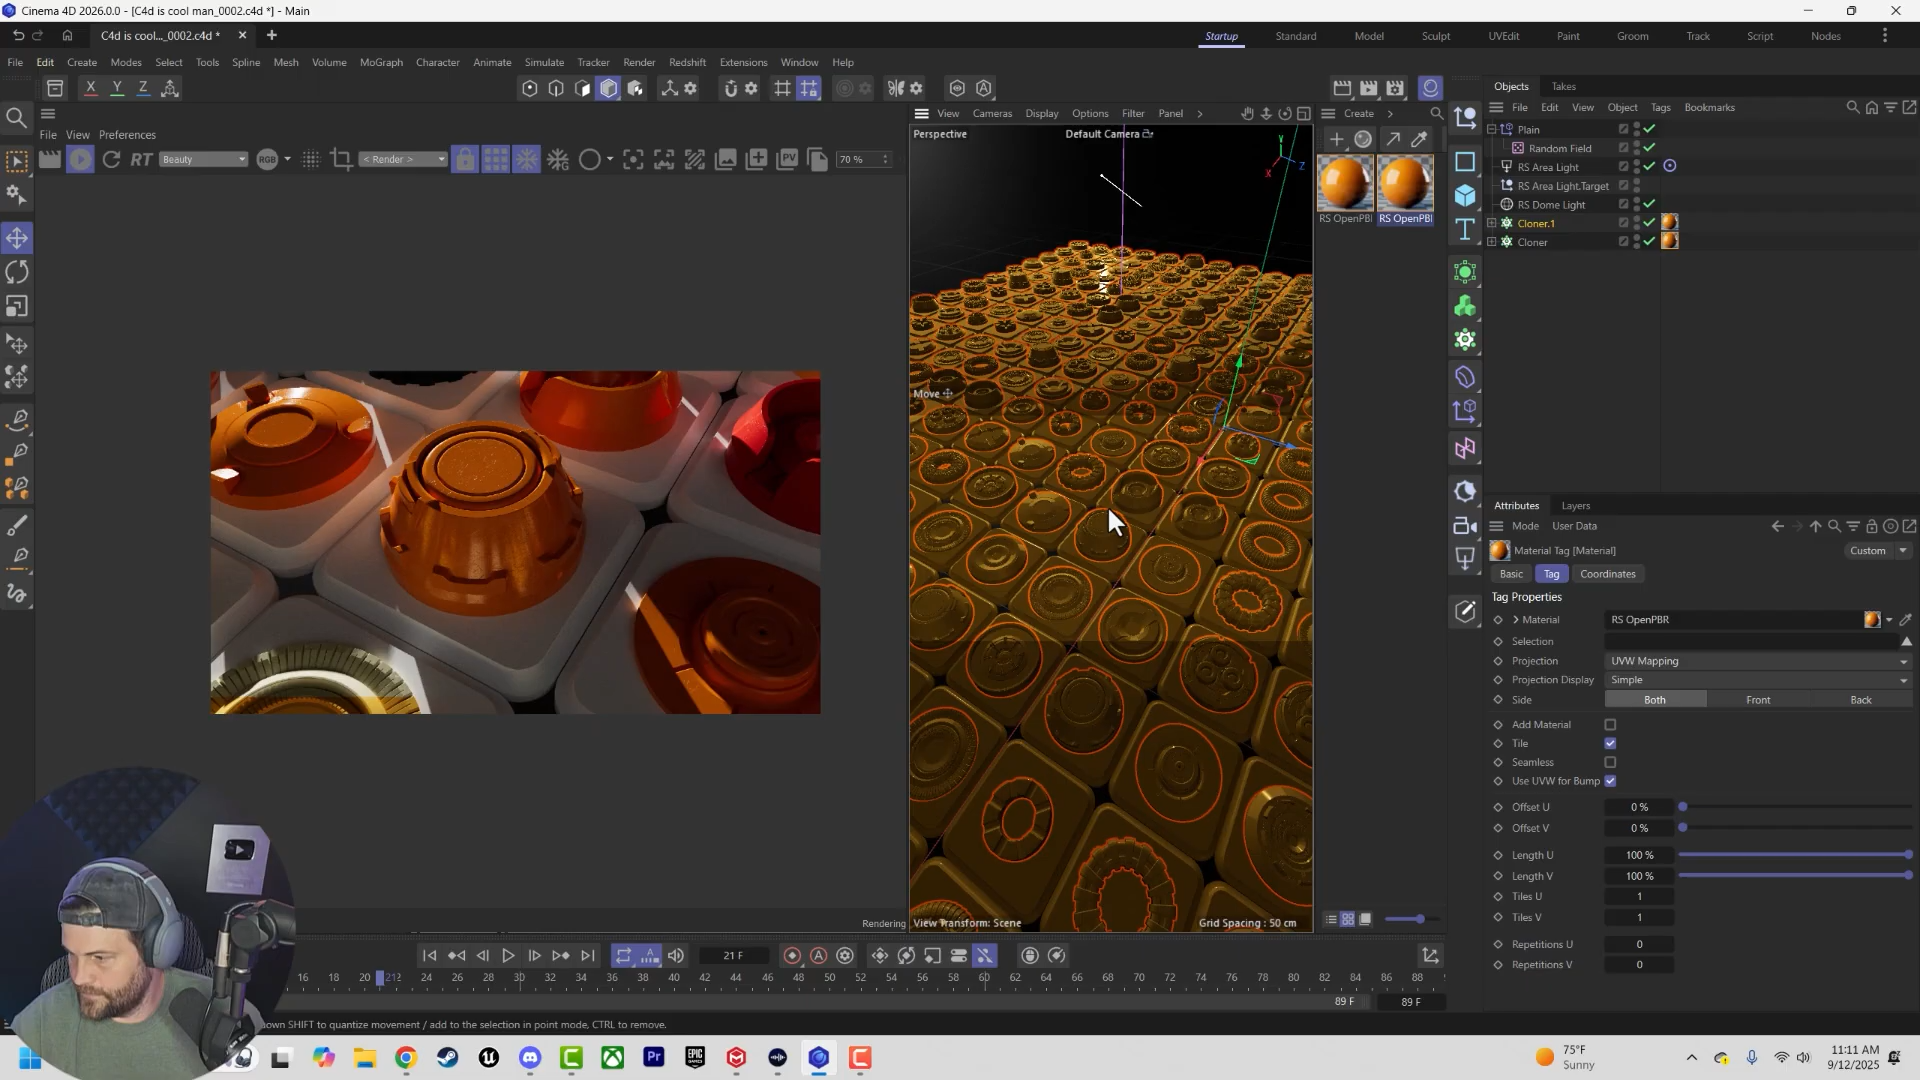 Cinema 4D 2026.0.0 - [C4d is cool man_0002.c4d *] - Main
C4d is cool..._0002.c4d *
Startup Standard Model Sculpt UVEdit Paint Groom Track Script Nodes
File Edit Create Modes Select Tools Spline Mesh Volume MoGraph Character Animate Simulate Tracker Render Redshift Extensions Window Help
X Y Z
Objects Takes
File Edit View Object Tags Bookmarks
File View Preferences
View Cameras Display Options Filter Panel
Create
RT Beauty RGB < Render > PV 70 %
Perspective Default Camera
Y Z X
RS OpenPBI RS OpenPBI
Plain
Random Field
RS Area Light
RS Area Light.Target
RS Dome Light
Cloner.1
Cloner
Move
Attributes Layers
Mode User Data
Material Tag [Material] Custom
Basic Tag Coordinates
Tag Properties
Material RS OpenPBR
Selection
Projection UVW Mapping
Projection Display Simple
Side Both Front Back
Add Material
Tile
Seamless
Use UVW for Bump
Offset U 0 %
Offset V 0 %
Length U 100 %
Length V 100 %
Tiles U 1
Tiles V 1
Repetitions U 0
Repetitions V 0
Rendering
View Transform: Scene Grid Spacing : 50 cm
21 F
16 18 20 212 24 26 28 30 32 34 36 38 40 42 44 46 48 50 52 54 56 58 60 62 64 66 68 70 72 74 76 78 80 82 84 86 88
89 F 89 F
own SHIFT to quantize movement / add to the selection in point mode, CTRL to remove.
Pr
EPIC GAMES
75°F
Sunny
11:11 AM
9/12/2025